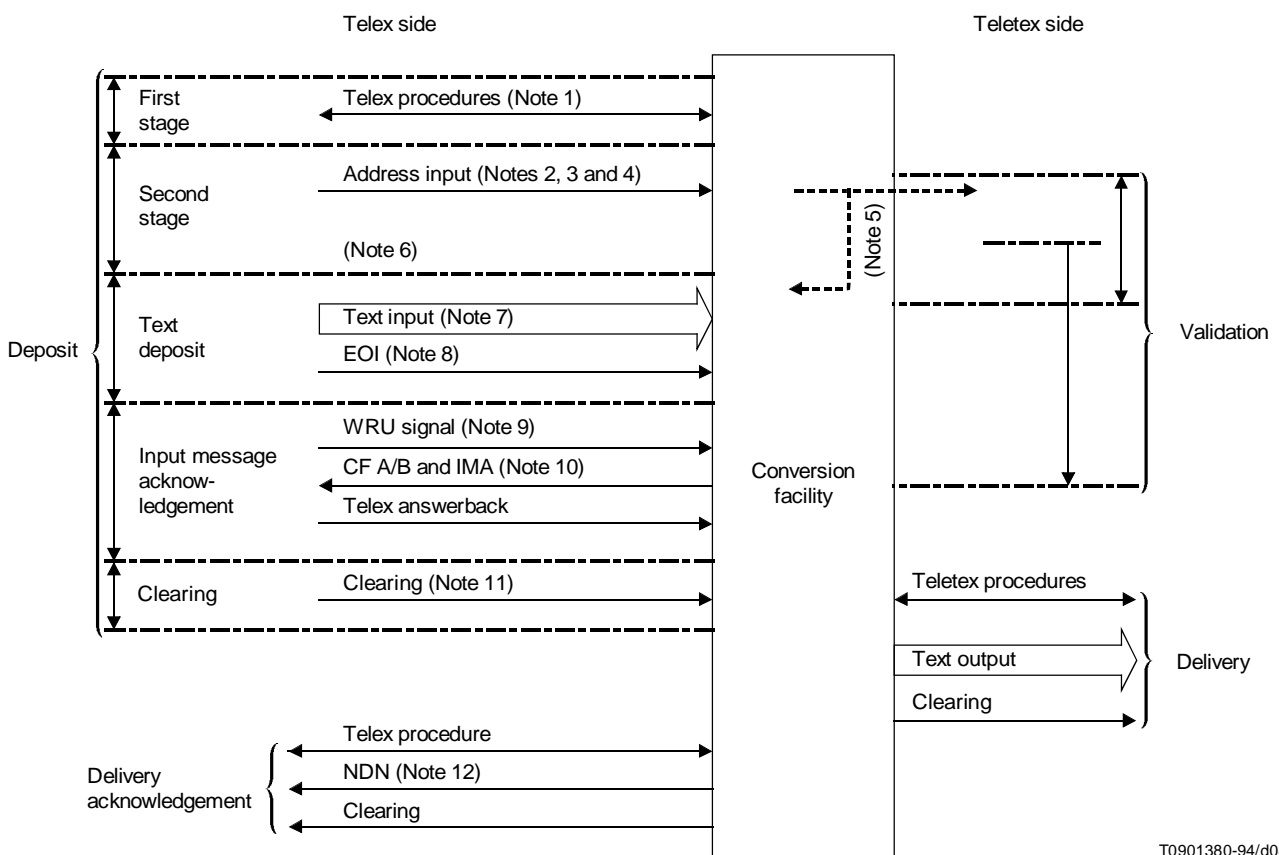 Telex side
Teletex side
First
stage
Telex procedures (Note 1)
Second
stage
Address input (Notes 2, 3 and 4)
(Note 5)
(Note 6)
Deposit
Text
deposit
Text input (Note 7)
EOI (Note 8)
Validation
Input message
acknow-
ledgement
WRU signal (Note 9)
CF A/B and IMA (Note 10)
Telex answerback
Conversion
facility
Clearing
Clearing (Note 11)
Teletex procedures
Text output
Clearing
Delivery
Delivery
acknowledgement
Telex procedure
NDN (Note 12)
Clearing
T0901380-94/d0